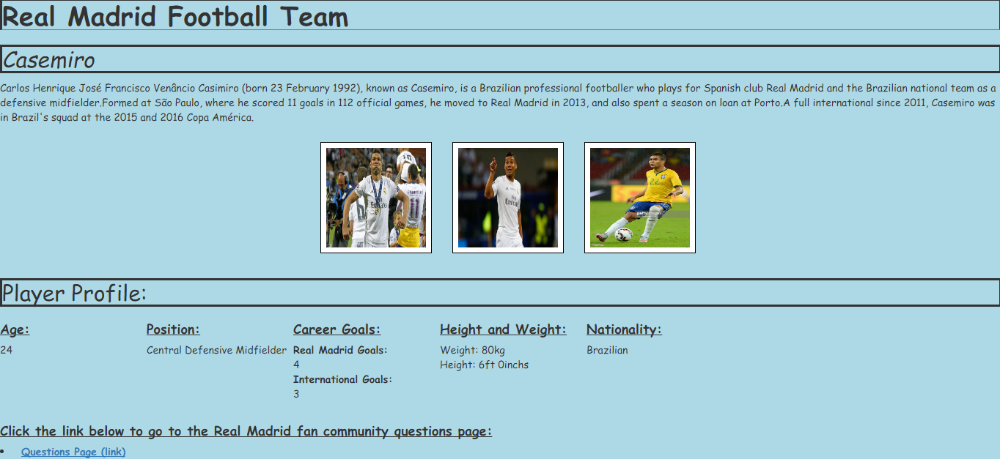 Real Madrid Football Team
Casemiro
Carlos Henrique José Francisco Venâncio Casimiro (born 23 February 1992), known as Casemiro, is a Brazilian professional footballer who plays for Spanish club Real Madrid and the Brazilian national team as a
defensive midfielder.Formed at São Paulo, where he scored 11 goals in 112 official games, he moved to Real Madrid in 2013, and also spent a season on loan at Porto.A full international since 2011, Casemiro was
in Brazil's squad at the 2015 and 2016 Copa América.
11
22
Player Profile:
Age: Position: Career Goals: Height and Weight: Nationality:
24 Central Defensive Midfielder Real Madrid Goals: Weight: 80kg Brazilian
4 Height: 6ft 0inchs
International Goals:
3
Click the link below to go to the Real Madrid fan community questions page:
• Questions Page (link)